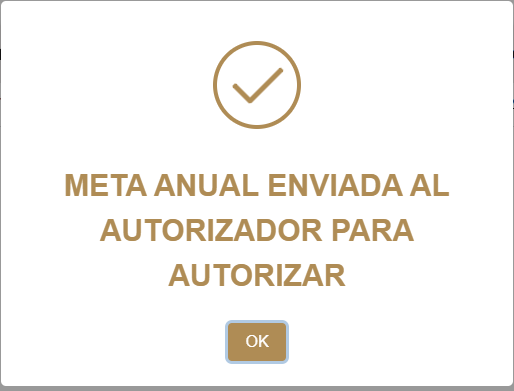 META ANUAL ENVIADA AL
AUTORIZADOR PARA
AUTORIZAR
OK